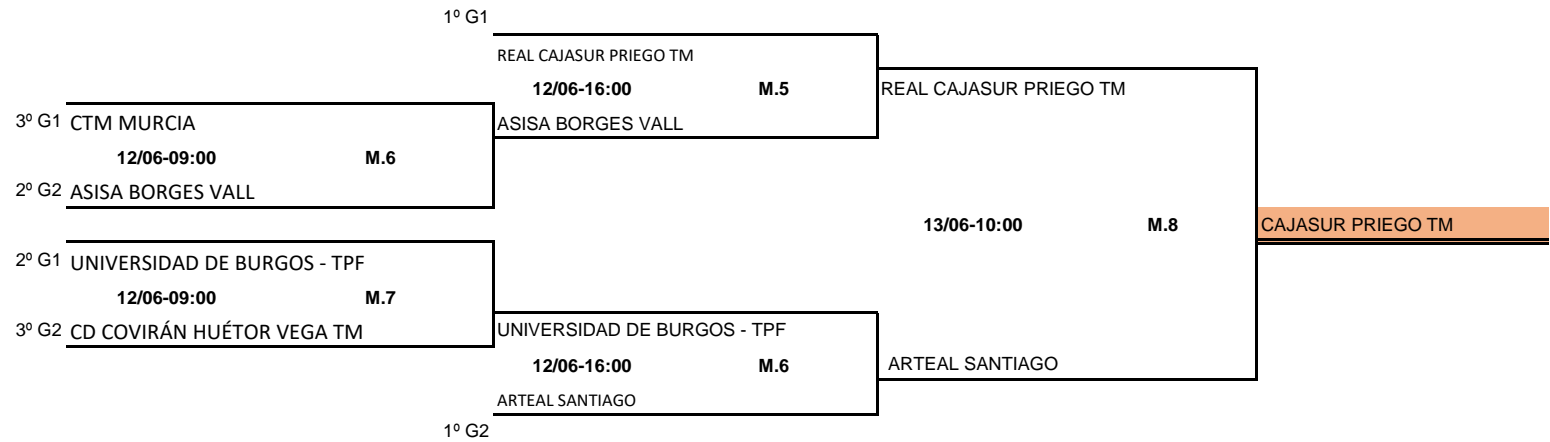 1º G1
REAL CAJASUR PRIEGO TM
12/06-16:00 M.5 REAL CAJASUR PRIEGO TM
3º G1 CTM MURCIA ASISA BORGES VALL
12/06-09:00 M.6
2º G2 ASISA BORGES VALL
13/06-10:00 M.8 CAJASUR PRIEGO TM
2º G1 UNIVERSIDAD DE BURGOS - TPF
12/06-09:00 M.7
3º G2 CD COVIRÁN HUÉTOR VEGA TM UNIVERSIDAD DE BURGOS - TPF
12/06-16:00 M.6 ARTEAL SANTIAGO
ARTEAL SANTIAGO
1º G2